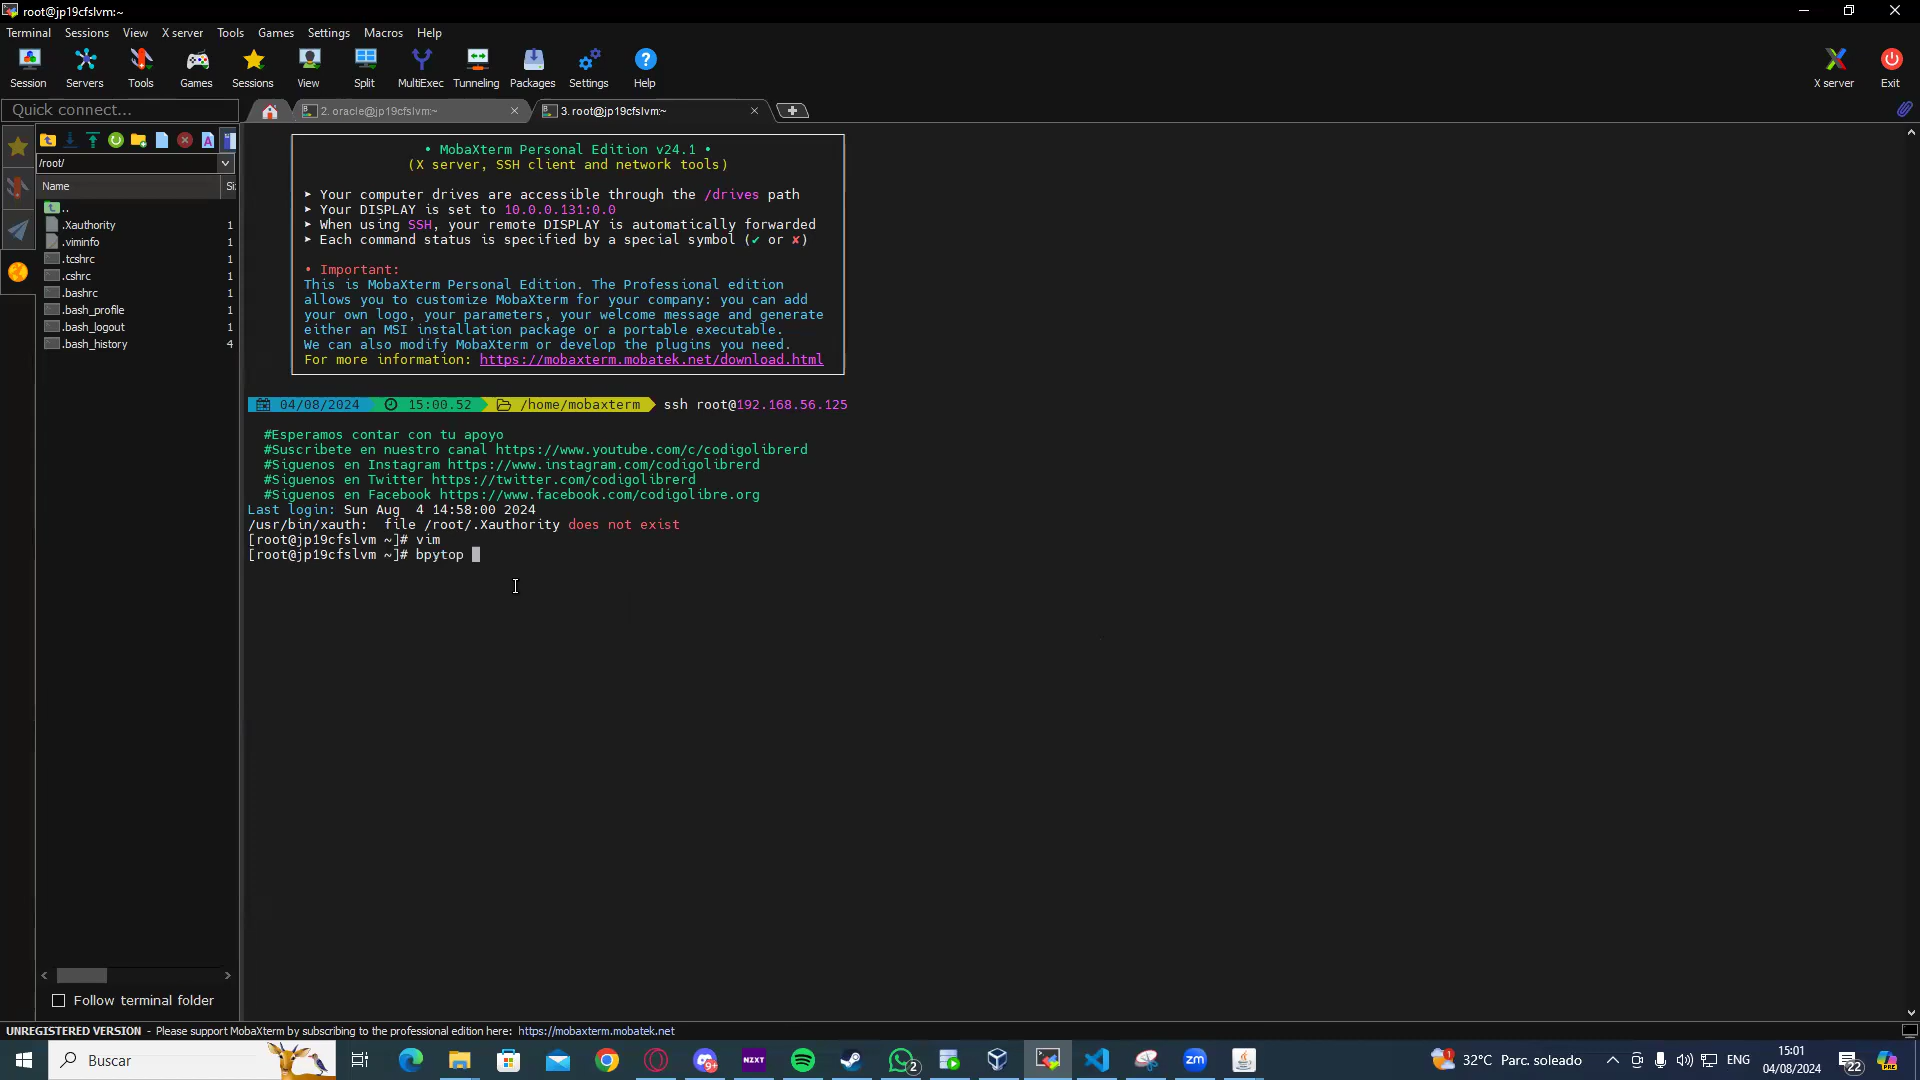 root@jp19cfslvm:~
Terminal Sessions View X server Tools Games Settings Macros Help
Session Servers Tools Games Sessions View Split MultiExec Tunneling Packages Settings Help X server Exit
Quick connect...
2. oracle@jp19cfslvm:~
3. root@jp19cfslvm:~
/root/
Name Si
..
.Xauthority 1
.viminfo 1
.tcshrc 1
.cshrc 1
.bashrc 1
.bash_profile 1
.bash_logout 1
.bash_history 4
Follow terminal folder
• MobaXterm Personal Edition v24.1 •
(X server, SSH client and network tools)
➤ Your computer drives are accessible through the /drives path
➤ Your DISPLAY is set to 10.0.0.131:0.0
➤ When using SSH, your remote DISPLAY is automatically forwarded
➤ Each command status is specified by a special symbol (✔ or ✘)
• Important:
This is MobaXterm Personal Edition. The Professional edition
allows you to customize MobaXterm for your company: you can add
your own logo, your parameters, your welcome message and generate
either an MSI installation package or a portable executable.
We can also modify MobaXterm or develop the plugins you need.
For more information: https://mobaxterm.mobatek.net/download.html
04/08/2024 15:00.52 /home/mobaxterm ssh root@192.168.56.125
#Esperamos contar con tu apoyo
#Suscribete en nuestro canal https://www.youtube.com/c/codigolibrerd
#Siguenos en Instagram https://www.instagram.com/codigolibrerd
#Siguenos en Twitter https://twitter.com/codigolibrerd
#Siguenos en Facebook https://www.facebook.com/codigolibre.org
Last login: Sun Aug  4 14:58:00 2024
/usr/bin/xauth:  file /root/.Xauthority does not exist
[root@jp19cfslvm ~]# vim
[root@jp19cfslvm ~]# bpytop
UNREGISTERED VERSION - Please support MobaXterm by subscribing to the professional edition here: https://mobaxterm.mobatek.net
Buscar
9+
NZXT
2
zm
32°C Parc. soleado
ENG
15:01
04/08/2024
22
PRE